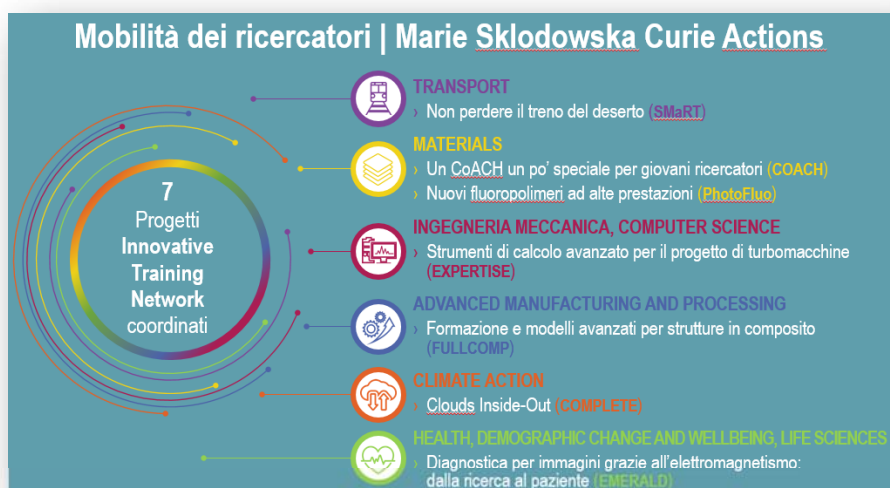 Mobilità dei ricercatori | Marie Sklodowska Curie Actions
7
Progetti
Innovative
Training
Network
coordinati
TRANSPORT
› Non perdere il treno del deserto (SMaRT)
MATERIALS
› Un CoACH un po' speciale per giovani ricercatori (COACH)
› Nuovi fluoropolimeri ad alte prestazioni (PhotoFluo)
INGEGNERIA MECCANICA, COMPUTER SCIENCE
› Strumenti di calcolo avanzato per il progetto di turbomacchine
(EXPERTISE)
ADVANCED MANUFACTURING AND PROCESSING
› Formazione e modelli avanzati per strutture in composito
(FULLCOMP)
CLIMATE ACTION
› Clouds Inside-Out (COMPLETE)
HEALTH, DEMOGRAPHIC CHANGE AND WELLBEING, LIFE SCIENCES
› Diagnostica per immagini grazie all'elettromagnetismo:
dalla ricerca al paziente (EMERALD)